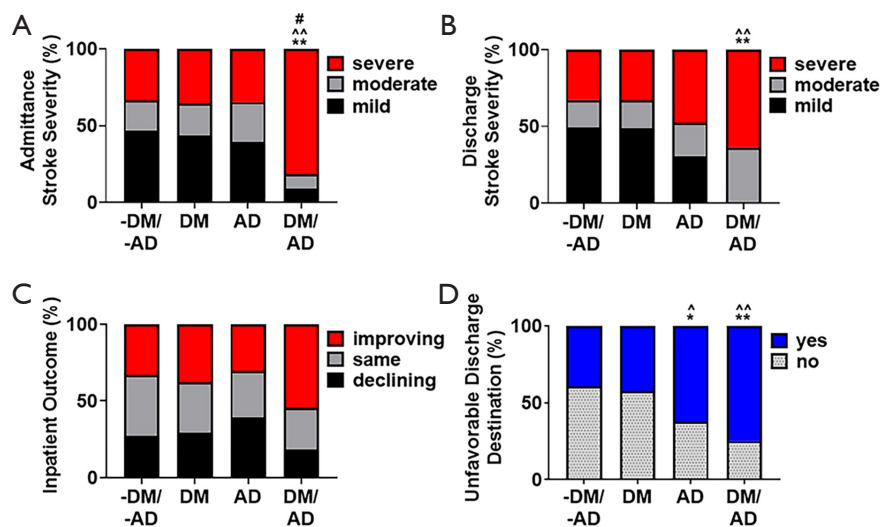 A
Admittance
Stroke Severity (%)
100
50
0
#
^^
**
severe
moderate
mild
-DM/
-AD
DM
AD
DM/
AD
B
Discharge
Stroke Severity (%)
100
50
0
^^
**
severe
moderate
mild
-DM/
-AD
DM
AD
DM/
AD
C
Inpatient Outcome (%)
100
50
0
improving
same
declining
-DM/
-AD
DM
AD
DM/
AD
D
Unfavorable Discharge
Destination (%)
100
50
0
^
*
^^
**
yes
no
-DM/
-AD
DM
AD
DM/
AD